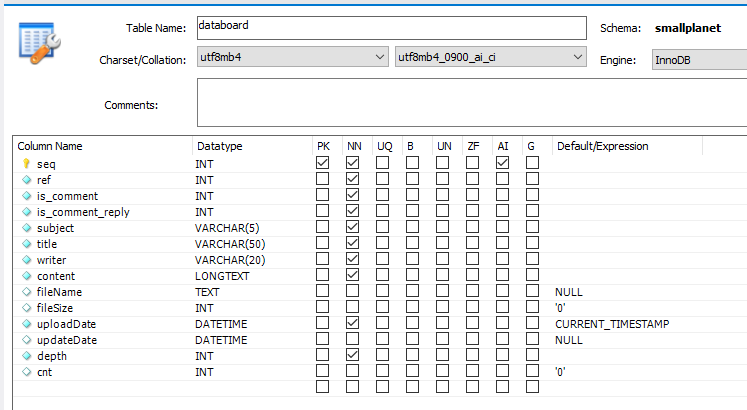 Table Name: databoard Schema: smallplanet
Charset/Collation: utf8mb4 utf8mb4_0900_ai_ci Engine: InnoDB
Comments:
Column Name Datatype PK NN UQ B UN ZF AI G Default/Expression
seq INT
ref INT
is_comment INT
is_comment_reply INT
subject VARCHAR(5)
title VARCHAR(50)
writer VARCHAR(20)
content LONGTEXT
fileName TEXT NULL
fileSize INT '0'
uploadDate DATETIME CURRENT_TIMESTAMP
updateDate DATETIME NULL
depth INT
cnt INT '0'